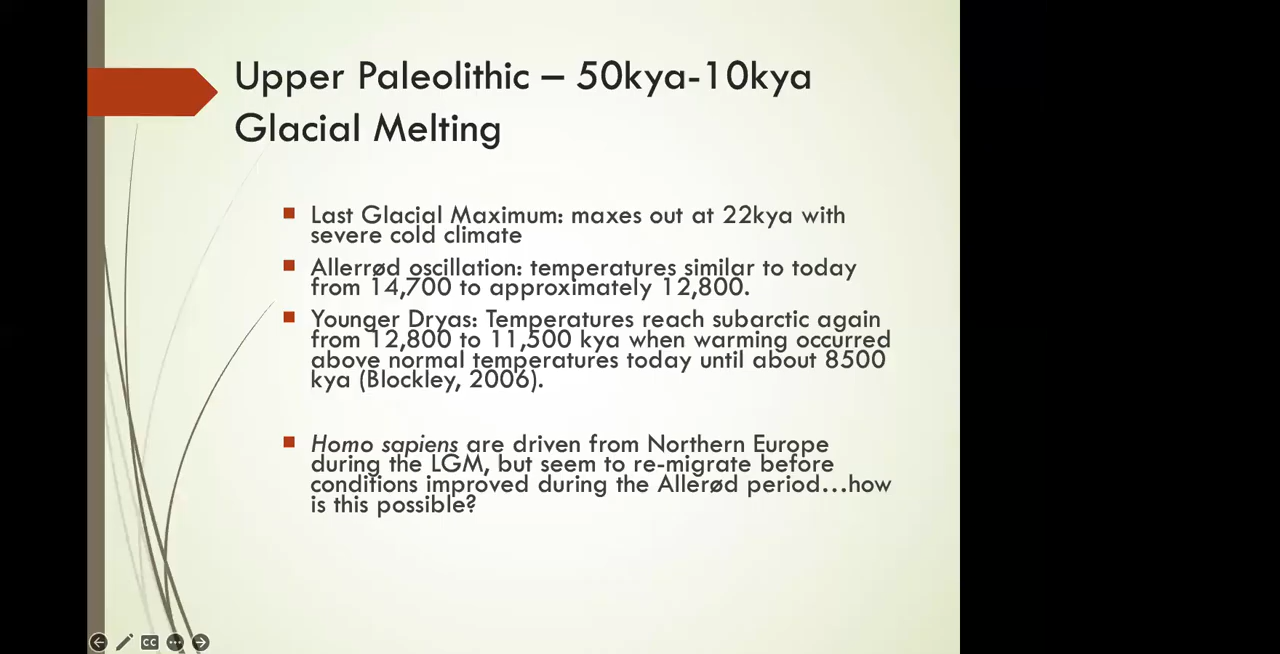 Upper Paleolithic – 50kya-10kya
Glacial Melting
Last Glacial Maximum: maxes out at 22kya with
severe cold climate
Allerrød oscillation: temperatures similar to today
from 14,700 to approximately 12,800.
Younger Dryas: Temperatures reach subarctic again
from 12,800 to 11,500 kya when warming occurred
above normal temperatures today until about 8500
kya (Blockley, 2006).
Homo sapiens are driven from Northern Europe
during the LGM, but seem to re-migrate before
conditions improved during the Allerød period…how
is this possible?
CC